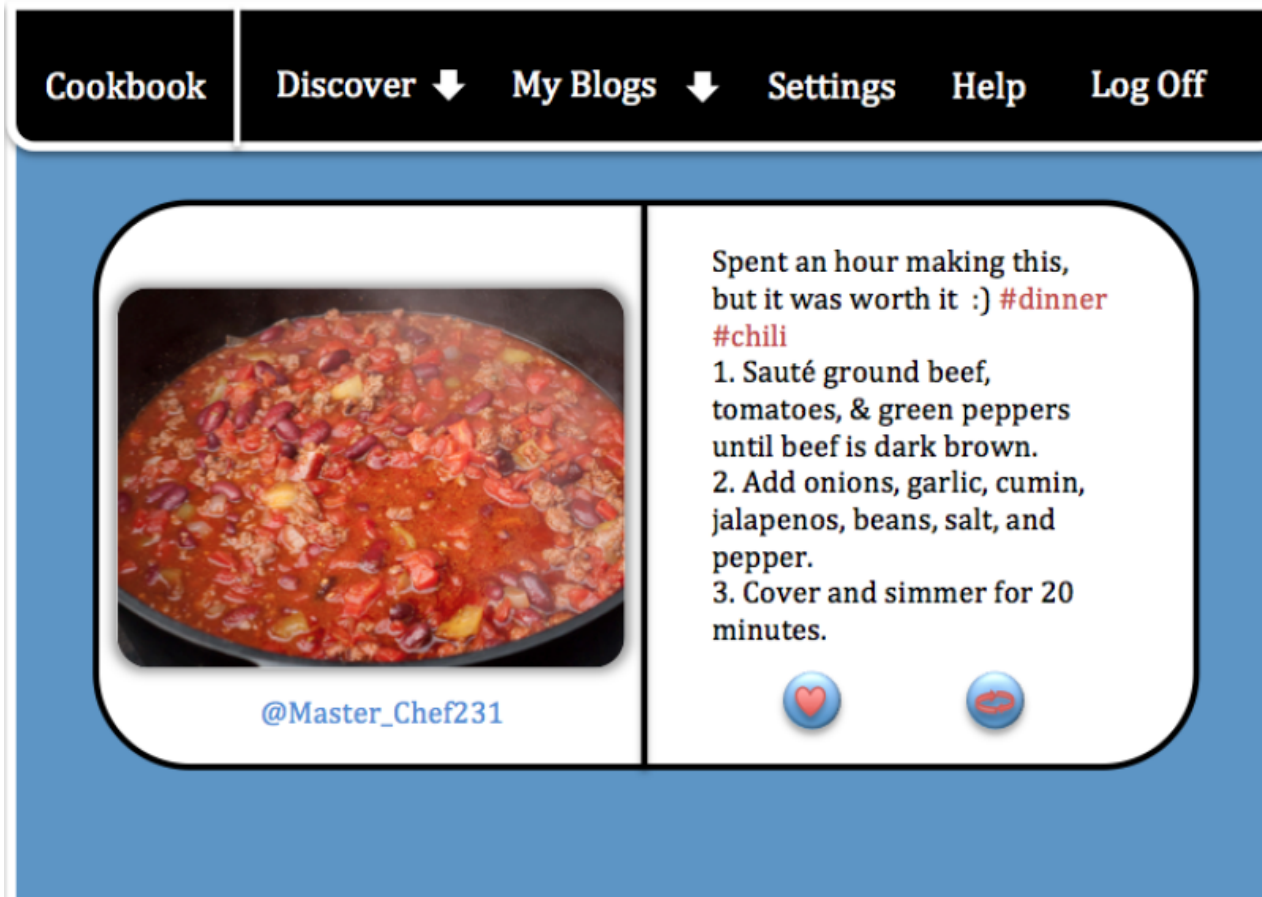 Cookbook Discover My Blogs Settings Help Log Off
Spent an hour making this,
but it was worth it :) #dinner
#chili
1. Sauté ground beef,
tomatoes, & green peppers
until beef is dark brown.
2. Add onions, garlic, cumin,
jalapenos, beans, salt, and
pepper.
3. Cover and simmer for 20
minutes.
@Master_Chef231